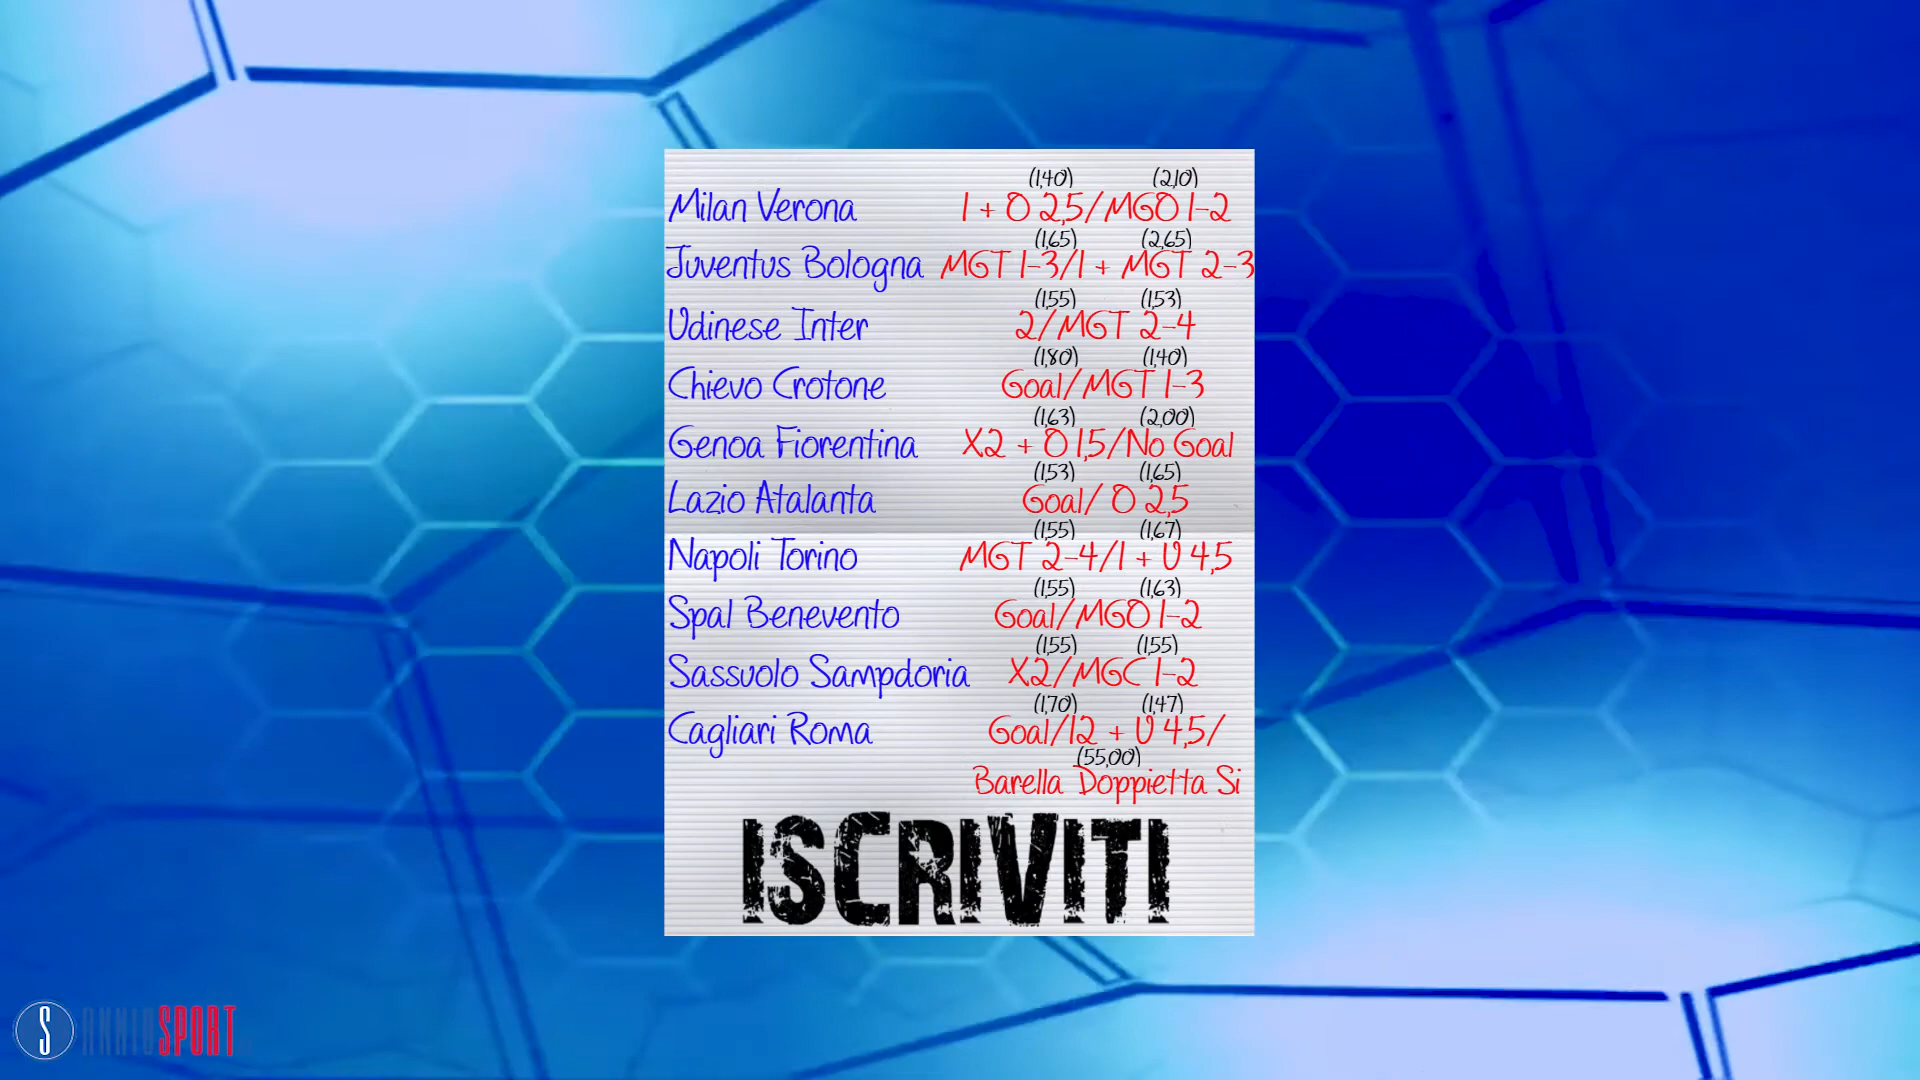 (1,40) (2,10)
Milan Verona 1 + O 2,5/MGO 1-2
(1,65) (2,65)
Juventus Bologna MGT 1-3/1 + MGT 2-3
(1,55) (1,53)
Udinese Inter 2/MGT 2-4
(1,80) (1,40)
Chievo Crotone Goal/MGT 1-3
(1,63) (2,00)
Genoa Fiorentina X2 + O 1,5/No Goal
(1,53) (1,65)
Lazio Atalanta Goal/ O 2,5
(1,55) (1,67)
Napoli Torino MGT 2-4/1 + U 4,5
(1,55) (1,63)
Spal Benevento Goal/MGO 1-2
(1,55) (1,55)
Sassuolo Sampdoria X2/MGC 1-2
(1,70) (1,47)
Cagliari Roma Goal/12 + U 4,5/
(55,00)
Barella Doppietta Si
ISCRIVITI
SANNIOSPORT